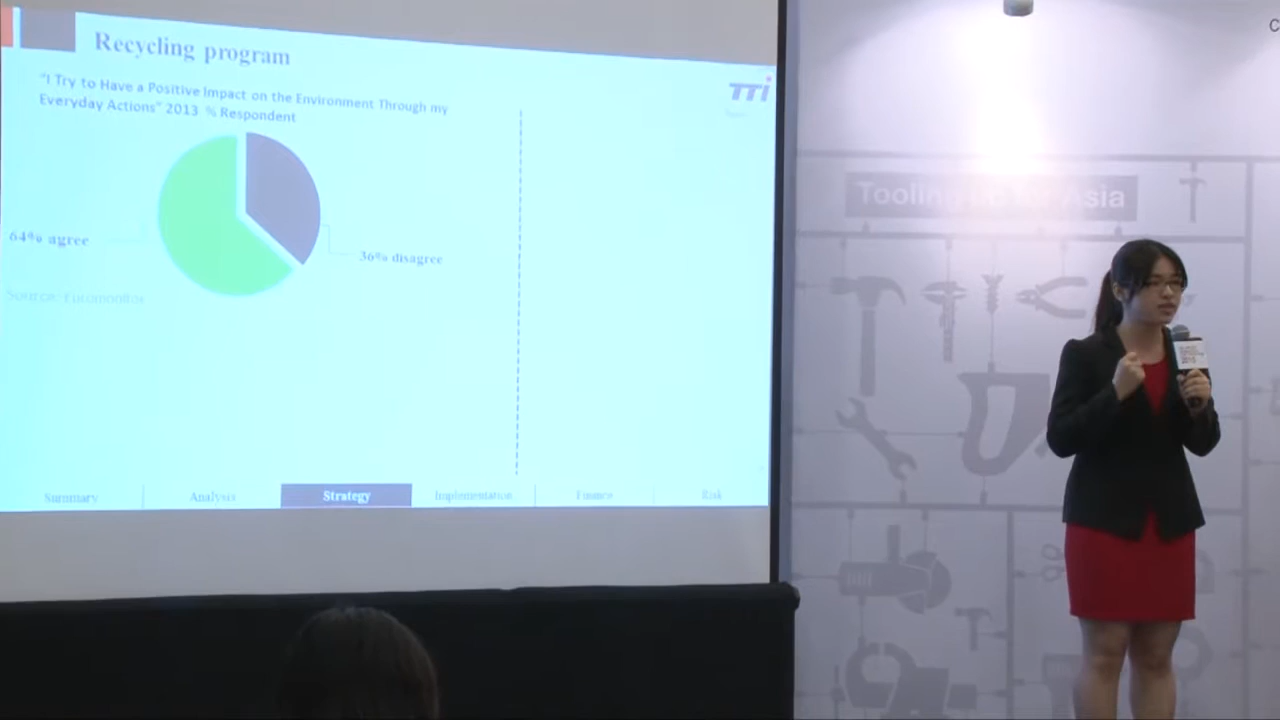 Recycling program
"I Try to Have a Positive Impact on the Environment Through my
Everyday Actions" 2013 % Respondent
TTi
64% agree
36% disagree
Source: Euromonitor
Summary
Analysis
Strategy
Implementation
Finance
Risk
Tooling Asia
C